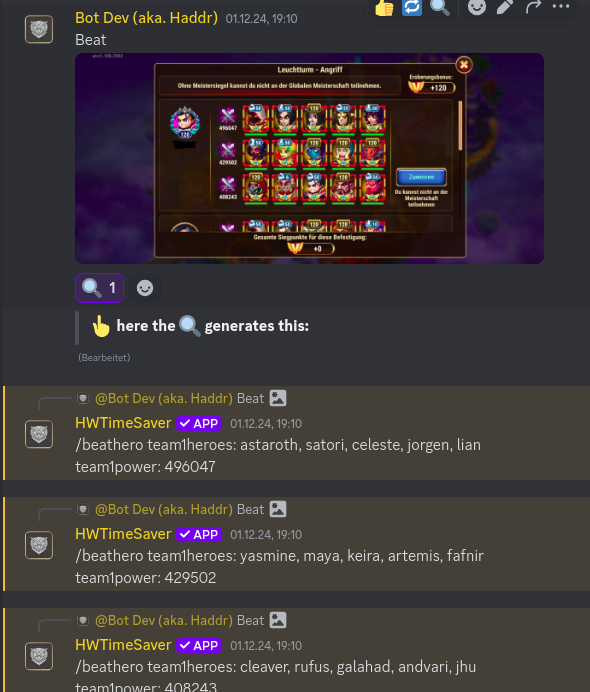 Bot Dev (aka. Haddr) 01.12.24, 19:10
Beat
Leuchtturm - Angriff
Ohne Meistersiegel kannst du nicht an der Globalen Meisterschaft teilnehmen.
Eroberungsbonus:
+120
120
496047
429502
408243
Zuweisen
Du kannst nicht an der
Meisterschaft
teilnehmen
Gesamte Siegpunkte für diese Befestigung:
+0
1
here the generates this:
(Bearbeitet)
@Bot Dev (aka. Haddr) Beat
HWTimeSaver APP 01.12.24, 19:10
/beathero team1heroes: astaroth, satori, celeste, jorgen, lian
team1power: 496047
@Bot Dev (aka. Haddr) Beat
HWTimeSaver APP 01.12.24, 19:10
/beathero team1heroes: yasmine, maya, keira, artemis, fafnir
team1power: 429502
@Bot Dev (aka. Haddr) Beat
HWTimeSaver APP 01.12.24, 19:10
/beathero team1heroes: cleaver, rufus, galahad, andvari, jhu
team1power: 408243